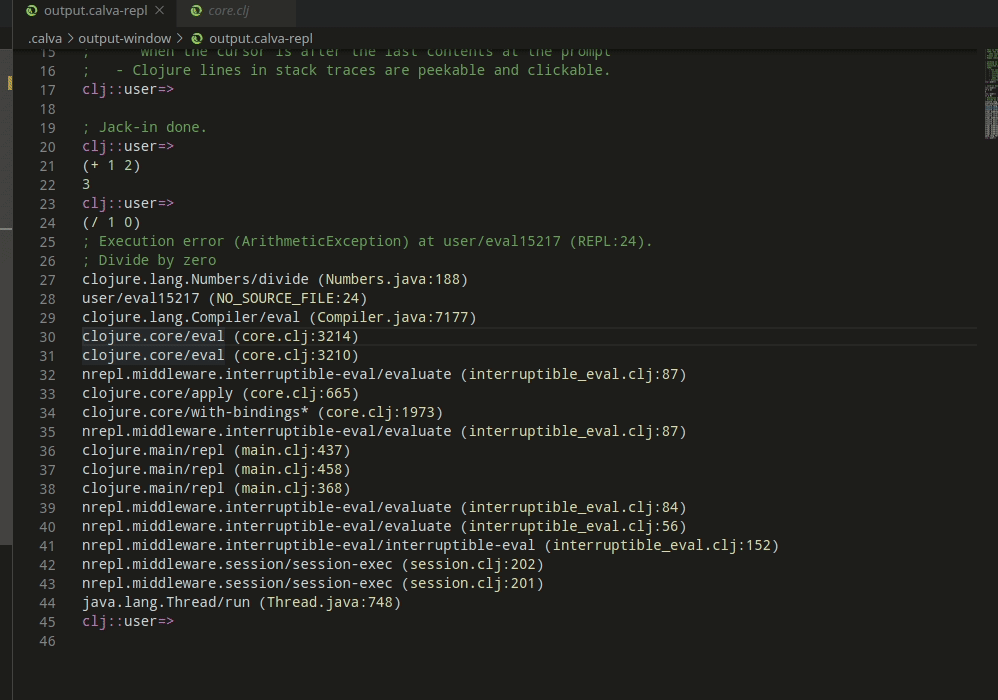 output.calva-repl
core.clj
.calva > output-window > output.calva-repl
15 ; when the cursor is after the last contents at the prompt
16 ;   - Clojure lines in stack traces are peekable and clickable.
17 clj::user=>
18
19 ; Jack-in done.
20 clj::user=>
21 (+ 1 2)
22 3
23 clj::user=>
24 (/ 1 0)
25 ; Execution error (ArithmeticException) at user/eval15217 (REPL:24).
26 ; Divide by zero
27 clojure.lang.Numbers/divide (Numbers.java:188)
28 user/eval15217 (NO_SOURCE_FILE:24)
29 clojure.lang.Compiler/eval (Compiler.java:7177)
30 clojure.core/eval (core.clj:3214)
31 clojure.core/eval (core.clj:3210)
32 nrepl.middleware.interruptible-eval/evaluate (interruptible_eval.clj:87)
33 clojure.core/apply (core.clj:665)
34 clojure.core/with-bindings* (core.clj:1973)
35 nrepl.middleware.interruptible-eval/evaluate (interruptible_eval.clj:87)
36 clojure.main/repl (main.clj:437)
37 clojure.main/repl (main.clj:458)
38 clojure.main/repl (main.clj:368)
39 nrepl.middleware.interruptible-eval/evaluate (interruptible_eval.clj:84)
40 nrepl.middleware.interruptible-eval/evaluate (interruptible_eval.clj:56)
41 nrepl.middleware.interruptible-eval/interruptible-eval (interruptible_eval.clj:152)
42 nrepl.middleware.session/session-exec (session.clj:202)
43 nrepl.middleware.session/session-exec (session.clj:201)
44 java.lang.Thread/run (Thread.java:748)
45 clj::user=>
46